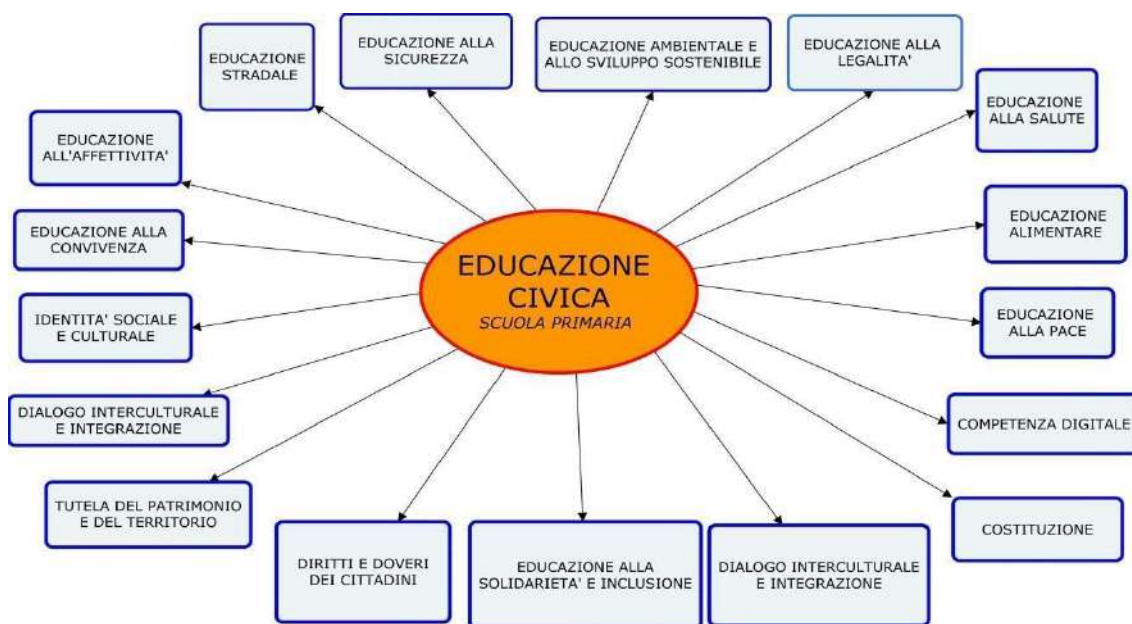 EDUCAZIONE
STRADALE
EDUCAZIONE ALLA
SICUREZZA
EDUCAZIONE AMBIENTALE E
ALLO SVILUPPO SOSTENIBILE
EDUCAZIONE ALLA
LEGALITA'
EDUCAZIONE
ALLA SALUTE
EDUCAZIONE
ALL'AFFETTIVITA'
EDUCAZIONE
ALIMENTARE
EDUCAZIONE ALLA
CONVIVENZA
EDUCAZIONE
CIVICA
SCUOLA PRIMARIA
IDENTITA' SOCIALE
E CULTURALE
EDUCAZIONE
ALLA PACE
DIALOGO INTERCULTURALE
E INTEGRAZIONE
COMPETENZA DIGITALE
TUTELA DEL PATRIMONIO
E DEL TERRITORIO
COSTITUZIONE
DIRITTI E DOVERI
DEI CITTADINI
EDUCAZIONE ALLA
SOLIDARIETA' E INCLUSIONE
DIALOGO INTERCULTURALE
E INTEGRAZIONE